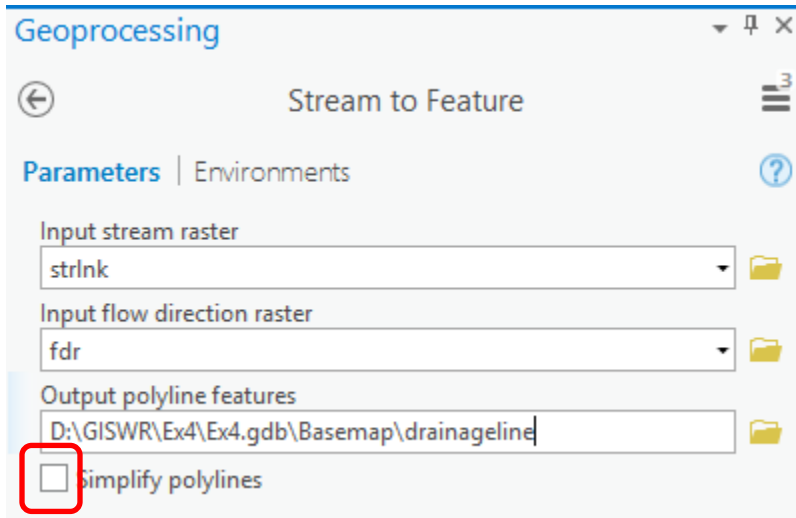 Geoprocessing
Stream to Feature
3
Parameters | Environments
?
Input stream raster
strlnk
Input flow direction raster
fdr
Output polyline features
D:\GISWR\Ex4\Ex4.gdb\Basemap\drainageline
Simplify polylines